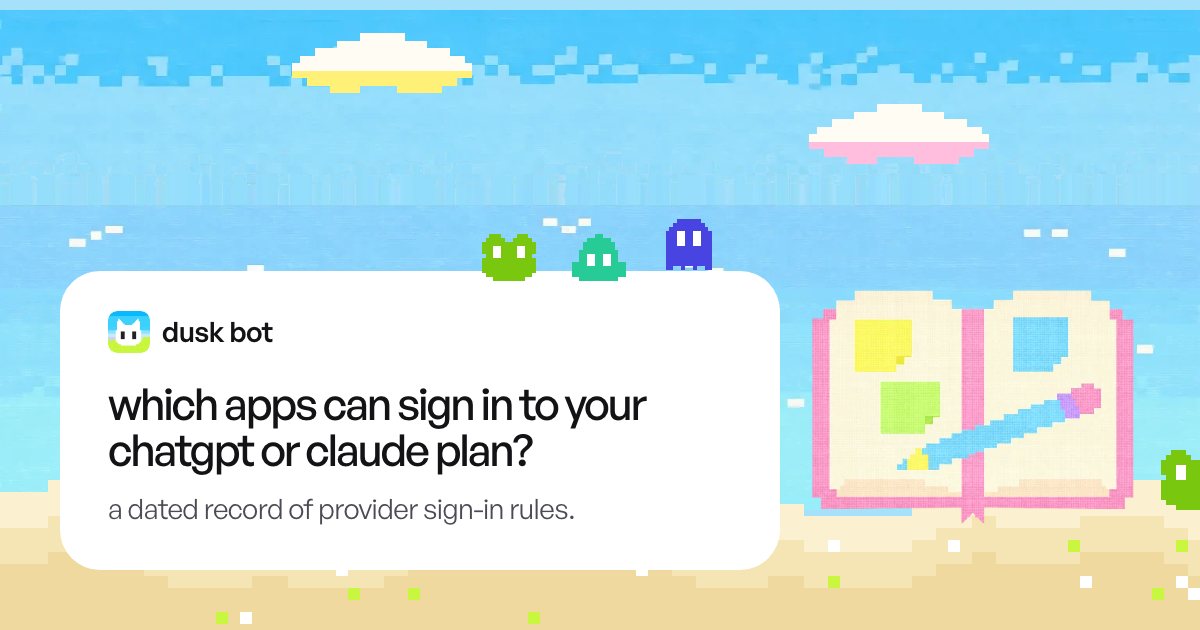 dusk bot
which apps can sign in to your
chatgpt or claude plan?
a dated record of provider sign-in rules.